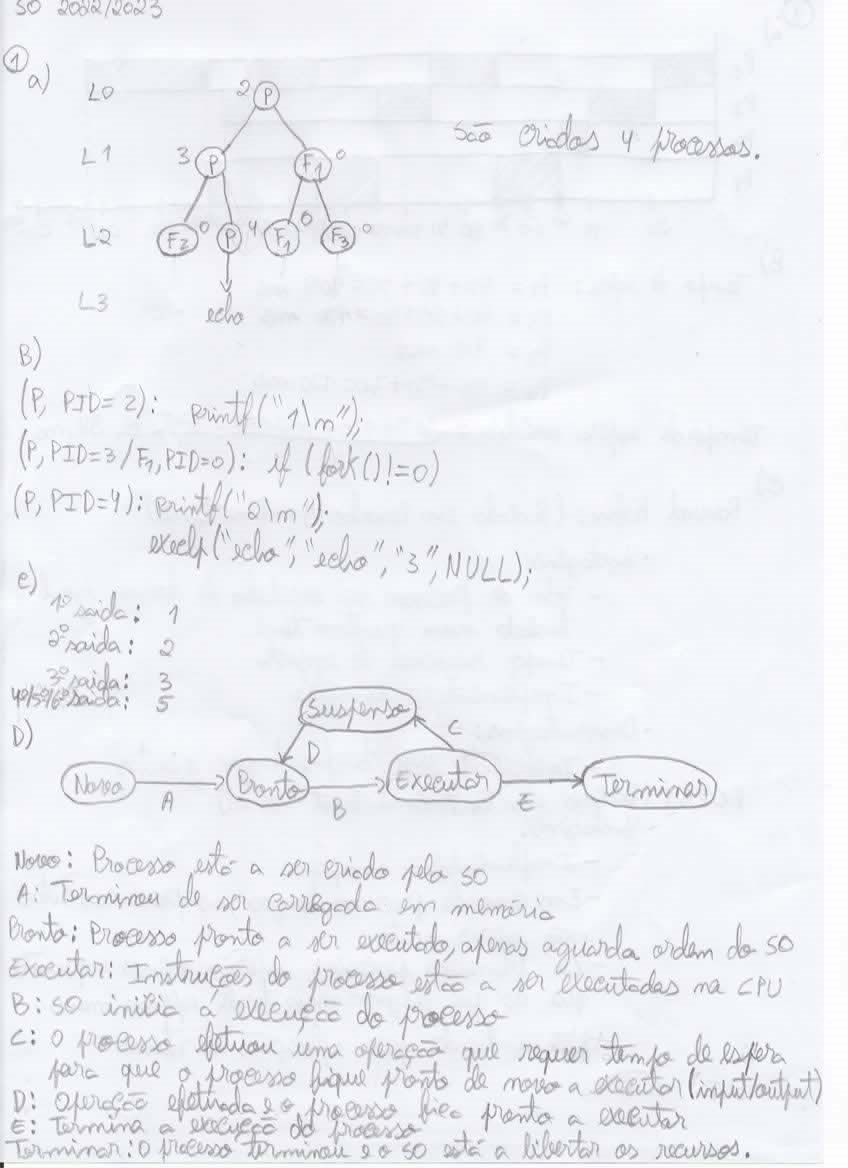 SO 2022/2023
1 a)
L0 2 P
São criados 4 processos.
L1 3 P F1 0
L2 F2 0 P 4 F1 0 F3 0
L3 echo
B)
(P, PID=2): printf("1\n");
(P, PID=3/F1, PID=0): if (fork()!=0)
(P, PID=4): printf("2\n");
execlp("echo", "echo", "3", NULL);
c)
1º saida: 1
2º saida: 2
3º saida: 3
4º/5º/6º saida: 5
D)
Suspenso
D C
Novo Pronto Executar Terminar
A B E
Novo: Processo está a ser criado pelo SO
A: Terminou de ser carregada em memória
Pronto: Processo pronto a ser executado, apenas aguarda ordem do SO
Executar: Instruções do processo estão a ser executadas na CPU
B: SO inicia a execução do processo
C: O processo efetuou uma operação que requer tempo de espera
para que o processo fique pronto de novo a executar (input/output)
D: Operação efetuada e o processo fica pronto a executar
E: Termina a execução do processo
Terminar: O processo terminou e o SO está a libertar os recursos.